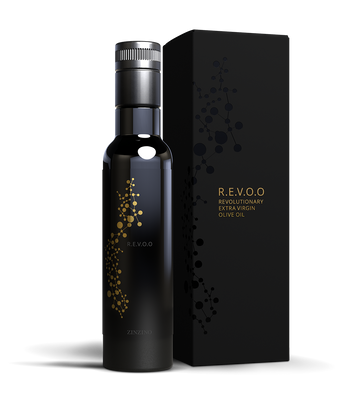 R.E.V.O.O
R.E.V.O.O
REVOLUTIONARY
EXTRA VIRGIN
OLIVE OIL